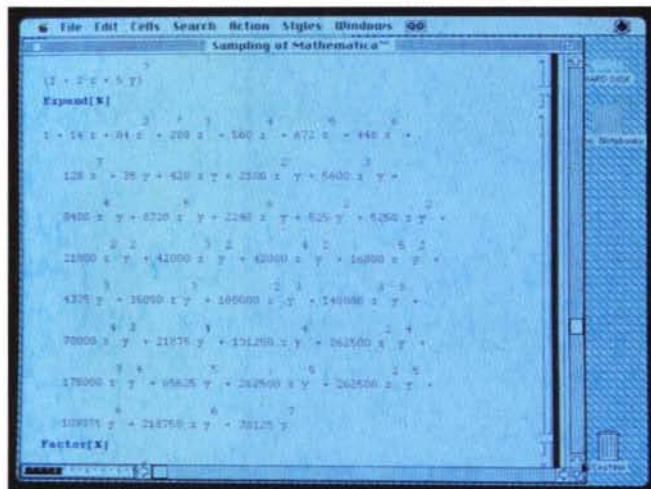 File Edit Cells Search Action Styles Windows
Sampling of Mathematica™
7
(1 + 2 x + 5 y)
Expand[%]
2 3 4 5 6
1 + 14 x + 84 x + 280 x + 560 x + 672 x + 448 x +
7 2 3
128 x + 35 y + 420 x y + 2100 x y + 5600 x y +
4 5 6 2 2
8400 x y + 6720 x y + 2240 x y + 525 y + 5250 x y +
2 2 3 2 4 2 5 2
21000 x y + 42000 x y + 42000 x y + 16800 x y +
3 3 2 3 3 3
4375 y + 35000 x y + 105000 x y + 140000 x y +
4 3 4 4 2 4
70000 x y + 21875 y + 131250 x y + 262500 x y +
3 4 5 5 2 5
175000 x y + 65625 y + 262500 x y + 262500 x y +
6 6 7
109375 y + 218750 x y + 78125 y
Factor[%]
HARD DISK
Notebooks